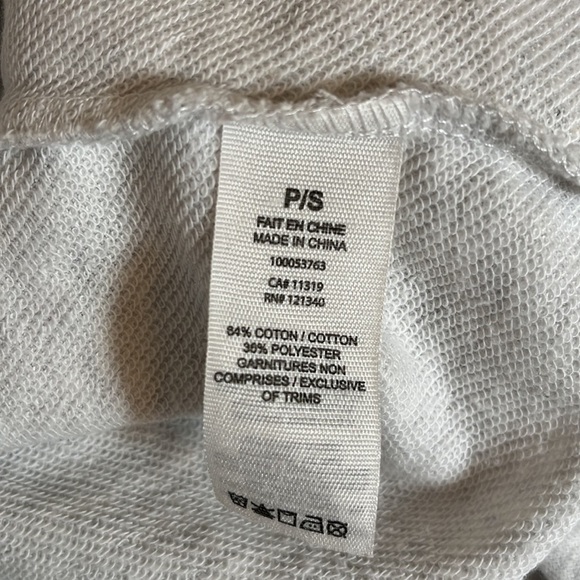 P/S
FAIT EN CHINE
MADE IN CHINA
100053763
CA# 11319
RN# 121340
64% COTON / COTTON
36% POLYESTER
GARNITURES NON
COMPRISES / EXCLUSIVE
OF TRIMS